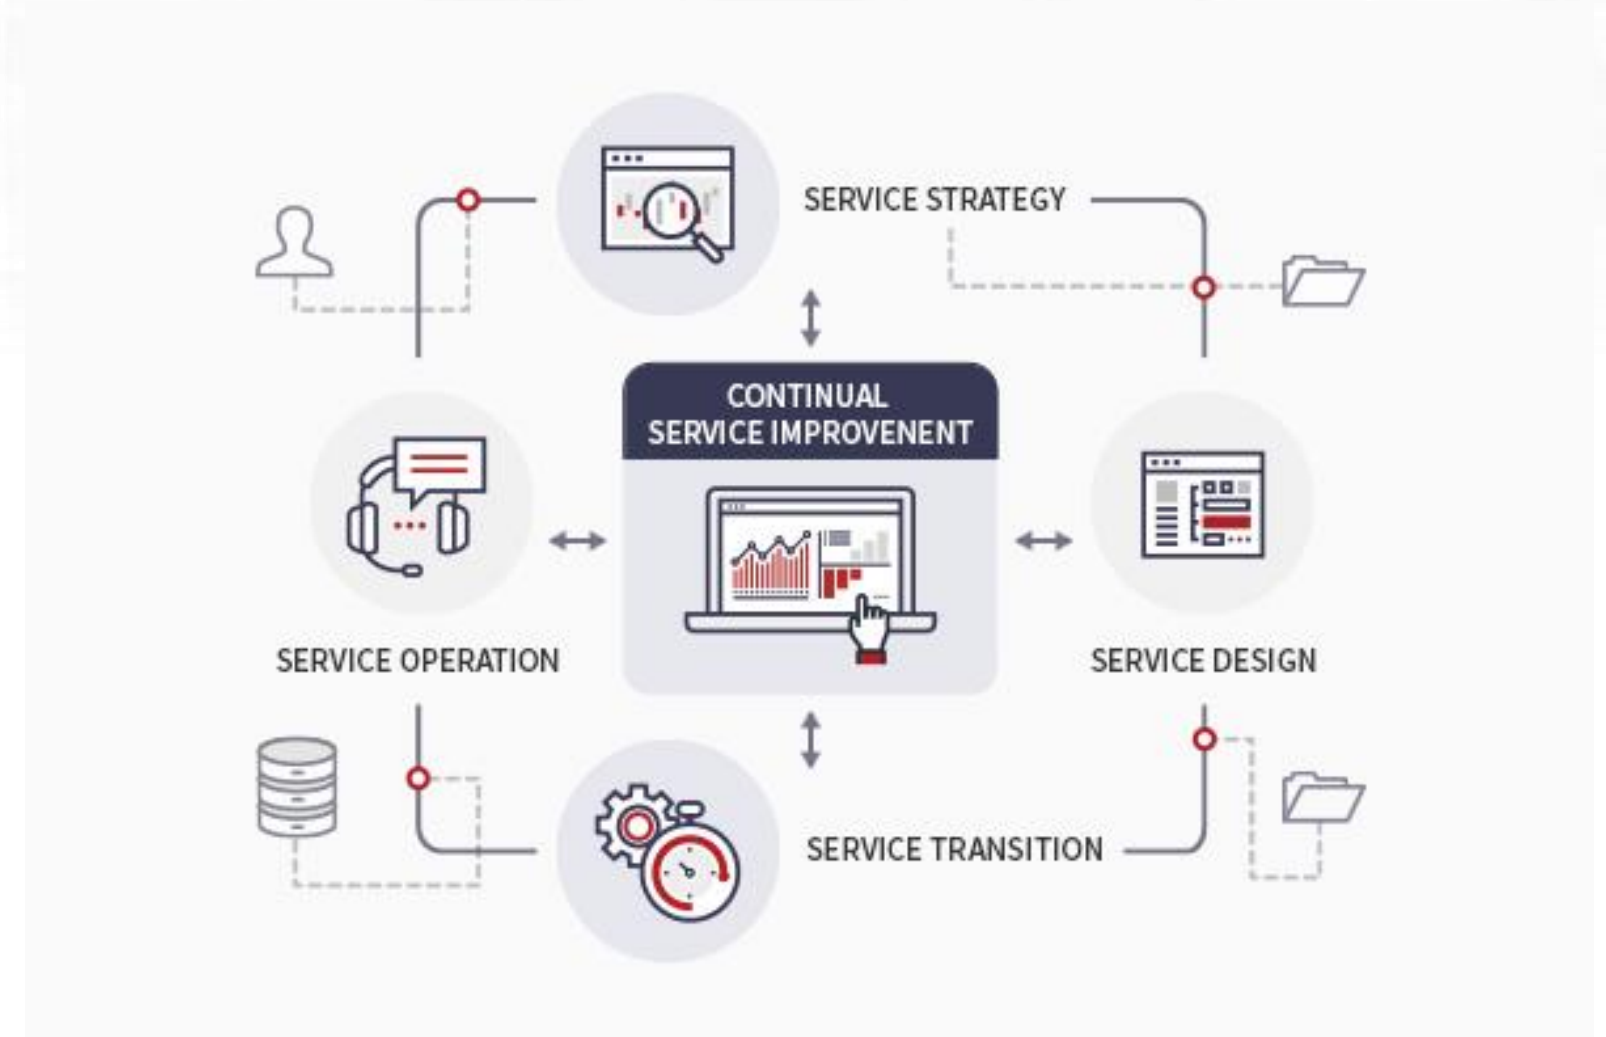 SERVICE STRATEGY
CONTINUAL
SERVICE IMPROVENENT
SERVICE OPERATION
SERVICE DESIGN
SERVICE TRANSITION